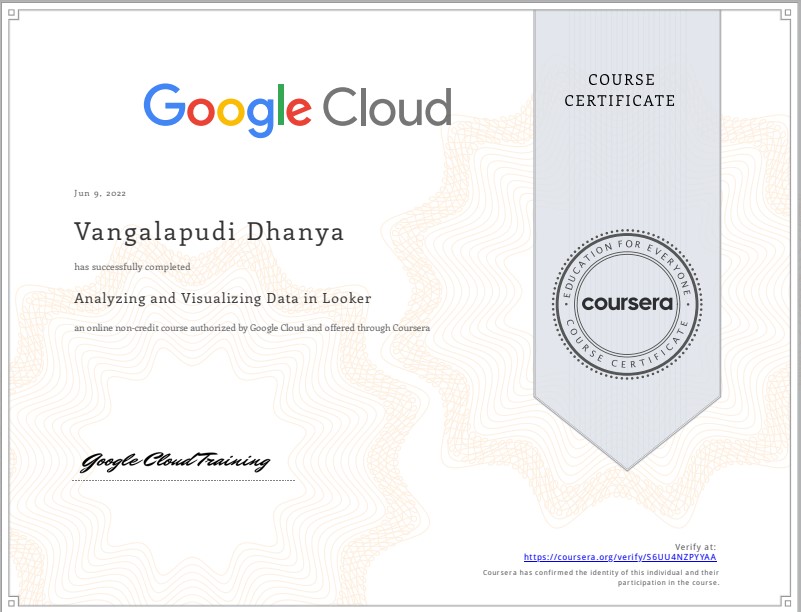 Google Cloud
COURSE
CERTIFICATE
Jun 9, 2022
Vangalapudi Dhanya
has successfully completed
Analyzing and Visualizing Data in Looker
an online non-credit course authorized by Google Cloud and offered through Coursera
EDUCATION FOR EVERYONE
coursera
COURSE CERTIFICATE
Google Cloud Training
Verify at:
https://coursera.org/verify/S6UU4NZPYYAA
Coursera has confirmed the identity of this individual and their
participation in the course.